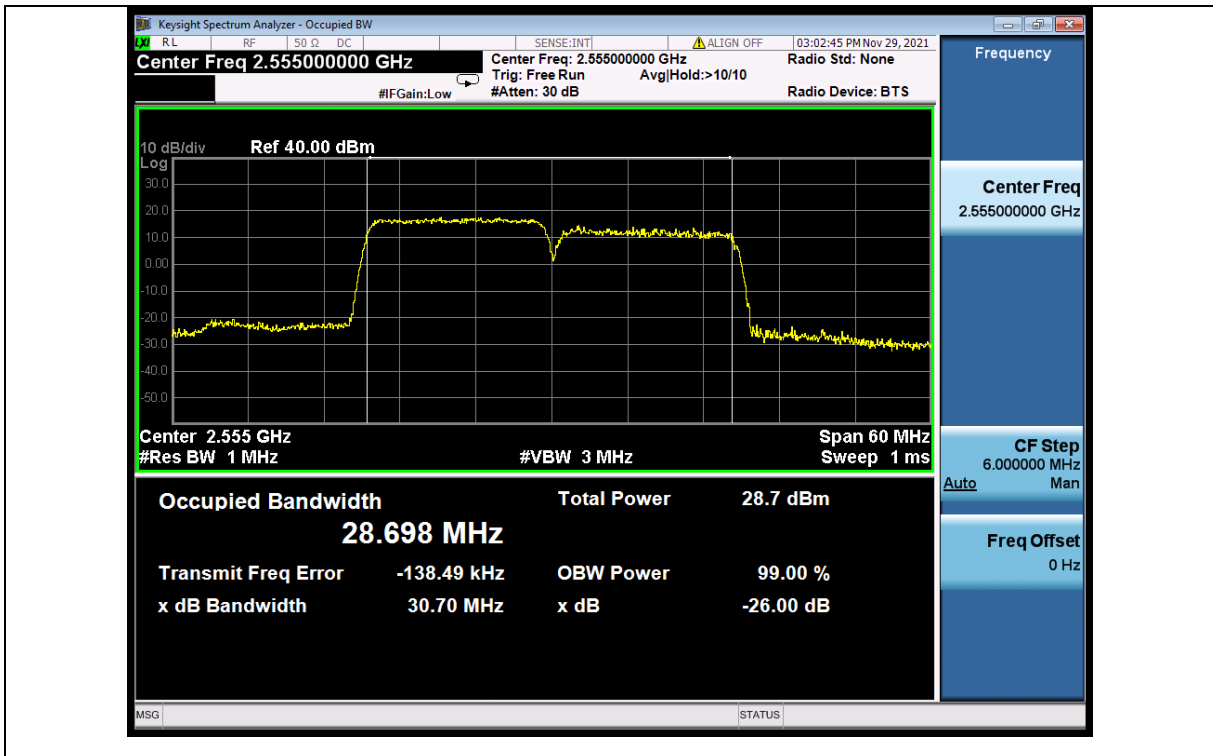 Keysight Spectrum Analyzer - Occupied BW
LXI RL RF 50 Ω DC SENSE:INT ALIGN OFF 03:02:45 PM Nov 29, 2021
Center Freq 2.555000000 GHz
Center Freq: 2.555000000 GHz Radio Std: None
Trig: Free Run Avg|Hold:>10/10
#IFGain:Low #Atten: 30 dB Radio Device: BTS
10 dB/div Ref 40.00 dBm
Log
30.0
20.0
10.0
0.00
-10.0
-20.0
-30.0
-40.0
-50.0
Center 2.555 GHz Span 60 MHz
#Res BW 1 MHz #VBW 3 MHz Sweep 1 ms
Occupied Bandwidth Total Power 28.7 dBm
28.698 MHz
Transmit Freq Error -138.49 kHz OBW Power 99.00 %
x dB Bandwidth 30.70 MHz x dB -26.00 dB
Frequency
Center Freq
2.555000000 GHz
CF Step
6.000000 MHz
Auto Man
Freq Offset
0 Hz
MSG STATUS